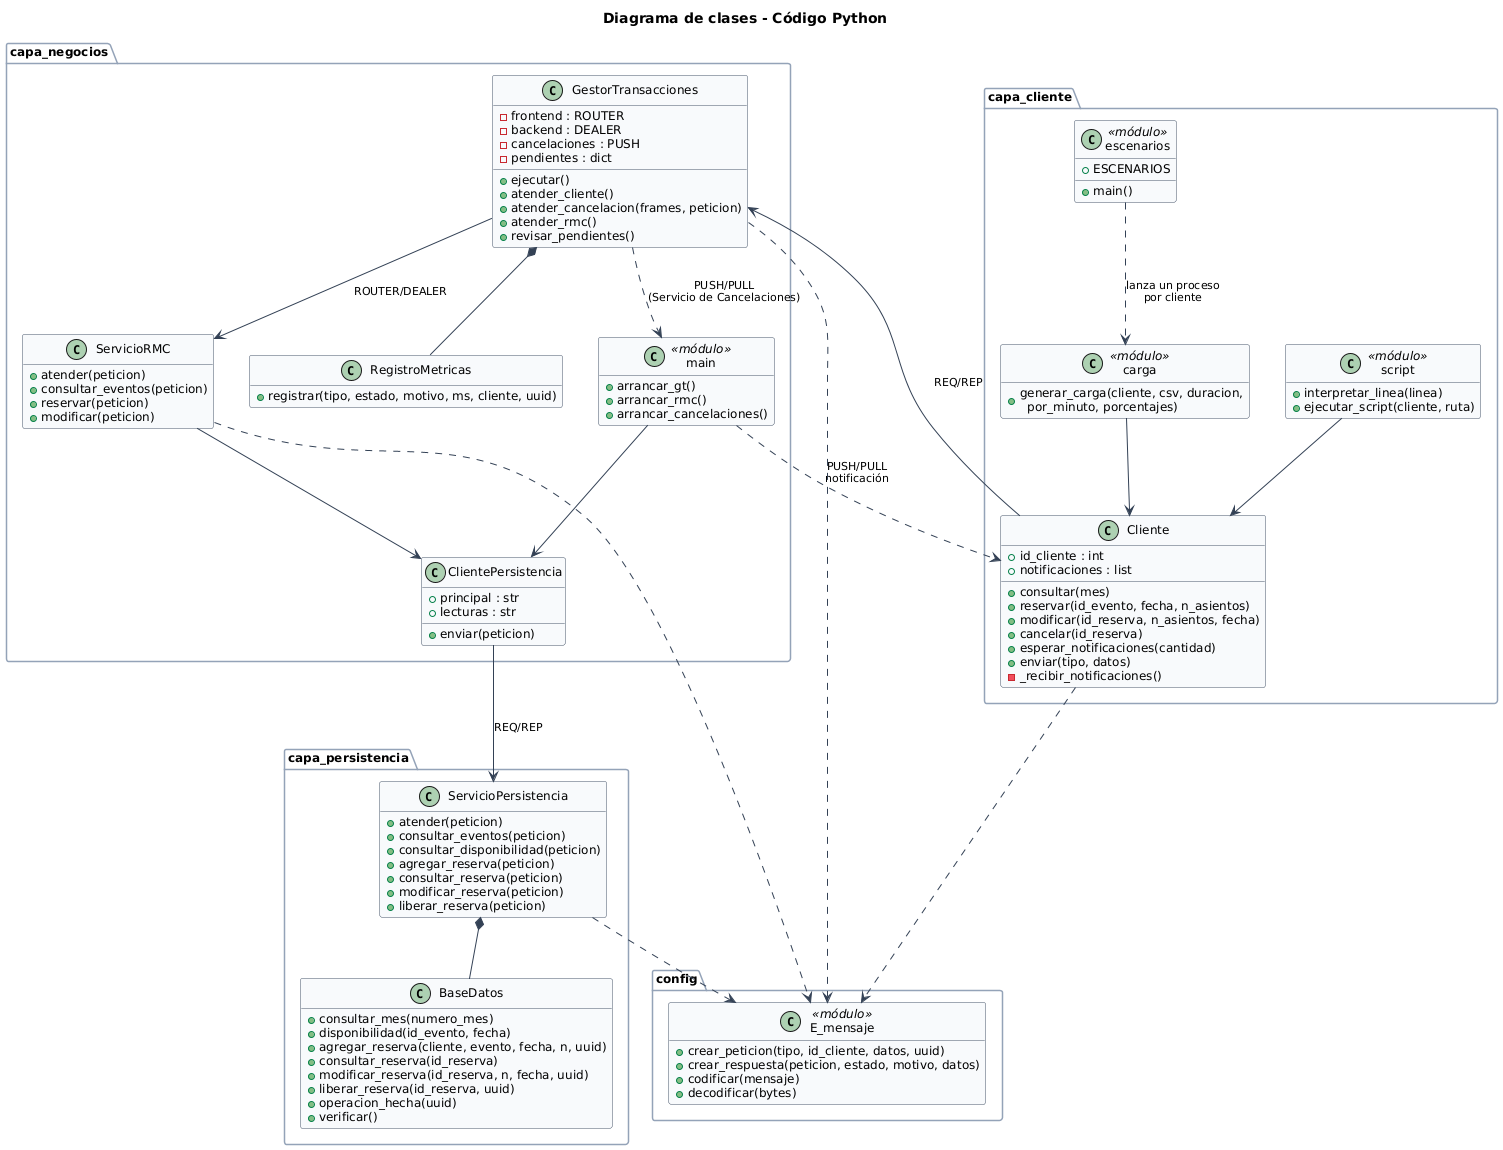 Diagrama de clases - Código Python
capa_negocios
GestorTransacciones
frontend : ROUTER
backend : DEALER
cancelaciones : PUSH
pendientes : dict
ejecutar()
atender_cliente()
atender_cancelacion(frames, peticion)
atender_rmc()
revisar_pendientes()
ROUTER/DEALER
PUSH/PULL
(Servicio de Cancelaciones)
ServicioRMC
atender(peticion)
consultar_eventos(peticion)
reservar(peticion)
modificar(peticion)
RegistroMetricas
registrar(tipo, estado, motivo, ms, cliente, uuid)
«módulo»
main
arrancar_gt()
arrancar_rmc()
arrancar_cancelaciones()
ClientePersistencia
principal : str
lecturas : str
enviar(peticion)
REQ/REP
PUSH/PULL
notificación
capa_cliente
«módulo»
escenarios
ESCENARIOS
main()
lanza un proceso
por cliente
«módulo»
carga
generar_carga(cliente, csv, duracion,
por_minuto, porcentajes)
«módulo»
script
interpretar_linea(linea)
ejecutar_script(cliente, ruta)
Cliente
id_cliente : int
notificaciones : list
consultar(mes)
reservar(id_evento, fecha, n_asientos)
modificar(id_reserva, n_asientos, fecha)
cancelar(id_reserva)
esperar_notificaciones(cantidad)
enviar(tipo, datos)
_recibir_notificaciones()
REQ/REP
capa_persistencia
ServicioPersistencia
atender(peticion)
consultar_eventos(peticion)
consultar_disponibilidad(peticion)
agregar_reserva(peticion)
consultar_reserva(peticion)
modificar_reserva(peticion)
liberar_reserva(peticion)
BaseDatos
consultar_mes(numero_mes)
disponibilidad(id_evento, fecha)
agregar_reserva(cliente, evento, fecha, n, uuid)
consultar_reserva(id_reserva)
modificar_reserva(id_reserva, n, fecha, uuid)
liberar_reserva(id_reserva, uuid)
operacion_hecha(uuid)
verificar()
config
«módulo»
E_mensaje
crear_peticion(tipo, id_cliente, datos, uuid)
crear_respuesta(peticion, estado, motivo, datos)
codificar(mensaje)
decodificar(bytes)